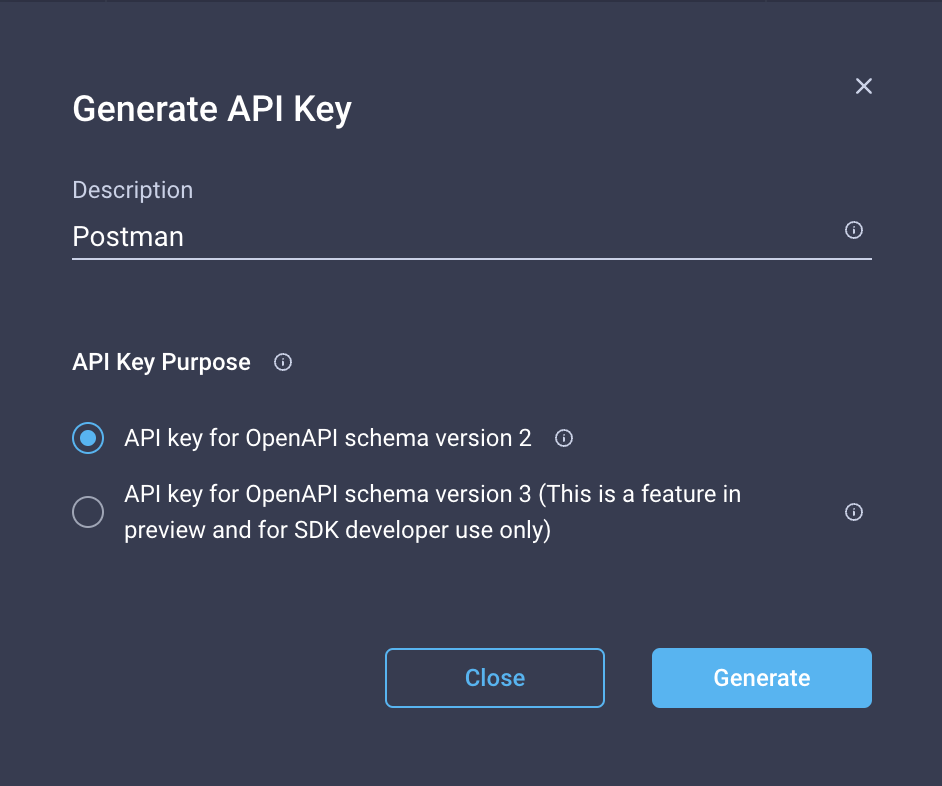 Generate API Key
Description
Postman
API Key Purpose
API key for OpenAPI schema version 2
API key for OpenAPI schema version 3 (This is a feature in
preview and for SDK developer use only)
Close
Generate